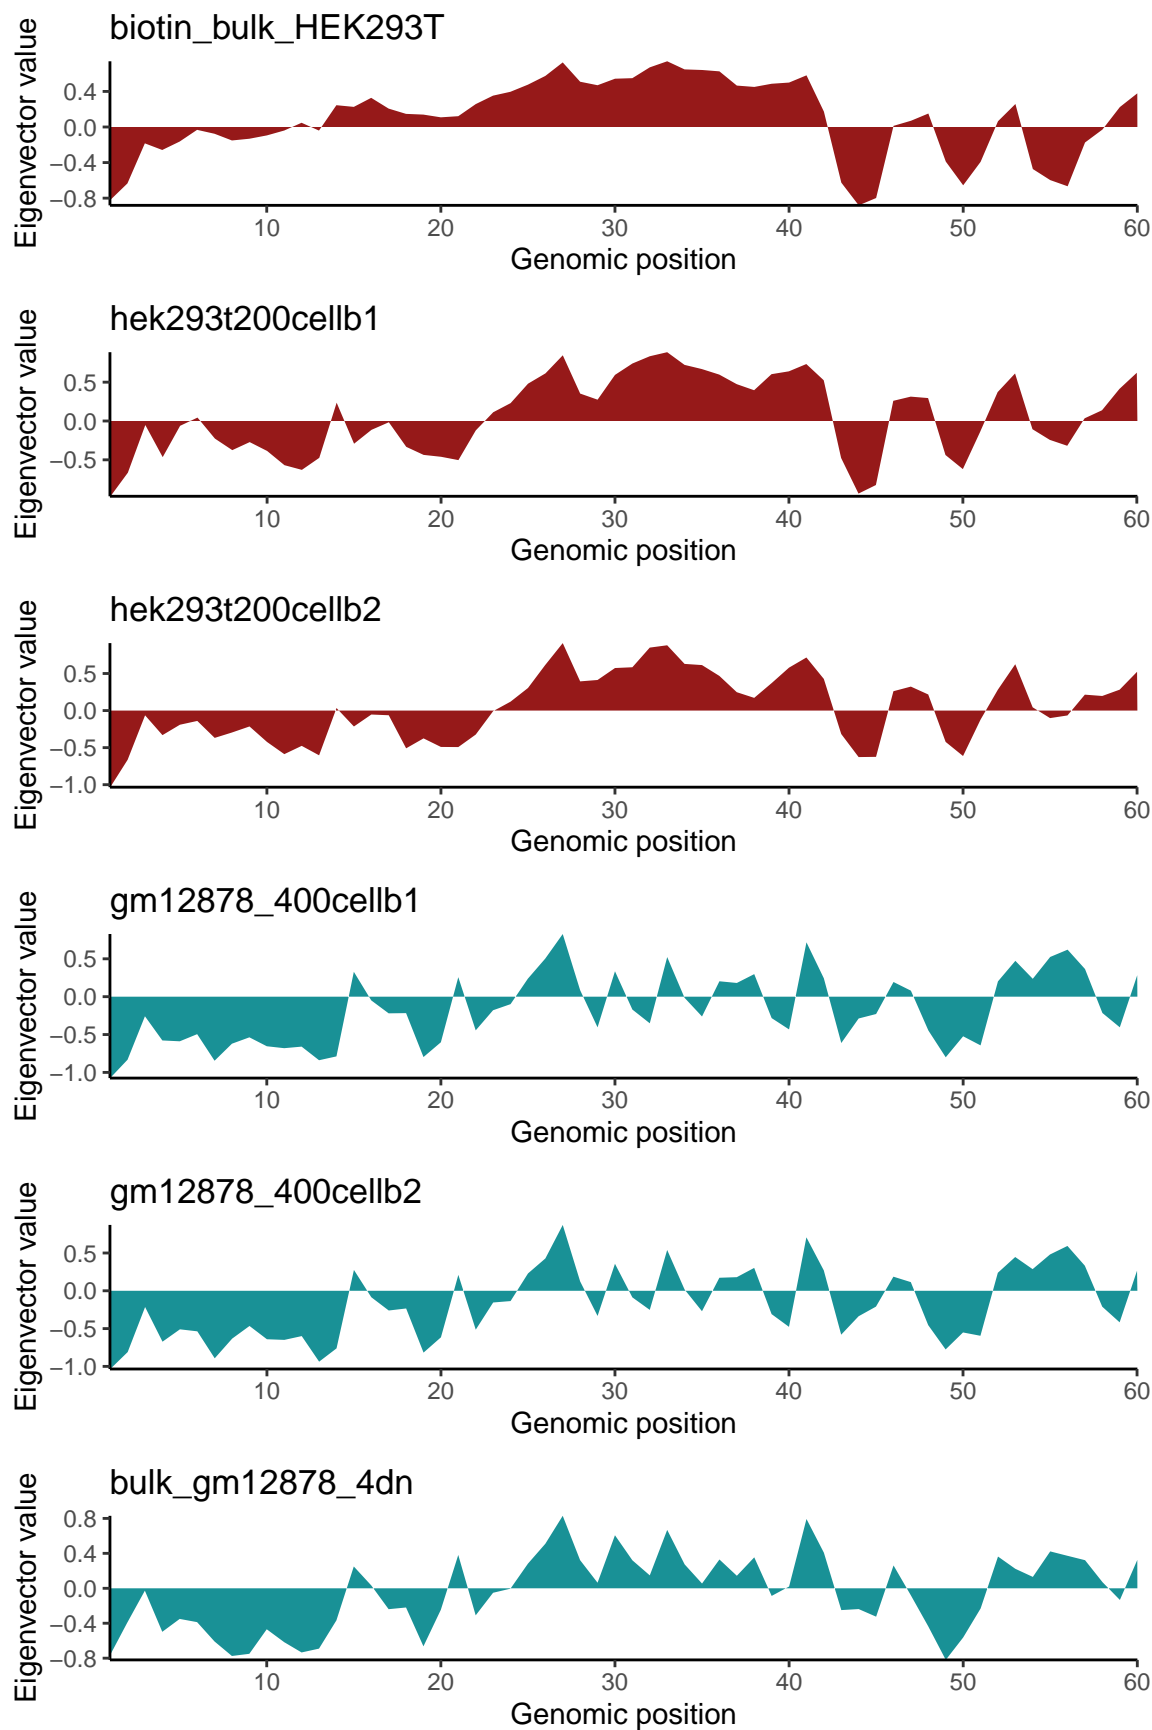 biotin_bulk_HEK293T
Eigenvector value
0.4
0.0
−0.4
−0.8
10 20 30 40 50 60
Genomic position
hek293t200cellb1
Eigenvector value
0.5
0.0
−0.5
10 20 30 40 50 60
Genomic position
hek293t200cellb2
Eigenvector value
0.5
0.0
−0.5
−1.0
10 20 30 40 50 60
Genomic position
gm12878_400cellb1
Eigenvector value
0.5
0.0
−0.5
−1.0
10 20 30 40 50 60
Genomic position
gm12878_400cellb2
Eigenvector value
0.5
0.0
−0.5
−1.0
10 20 30 40 50 60
Genomic position
bulk_gm12878_4dn
Eigenvector value
0.8
0.4
0.0
−0.4
−0.8
10 20 30 40 50 60
Genomic position